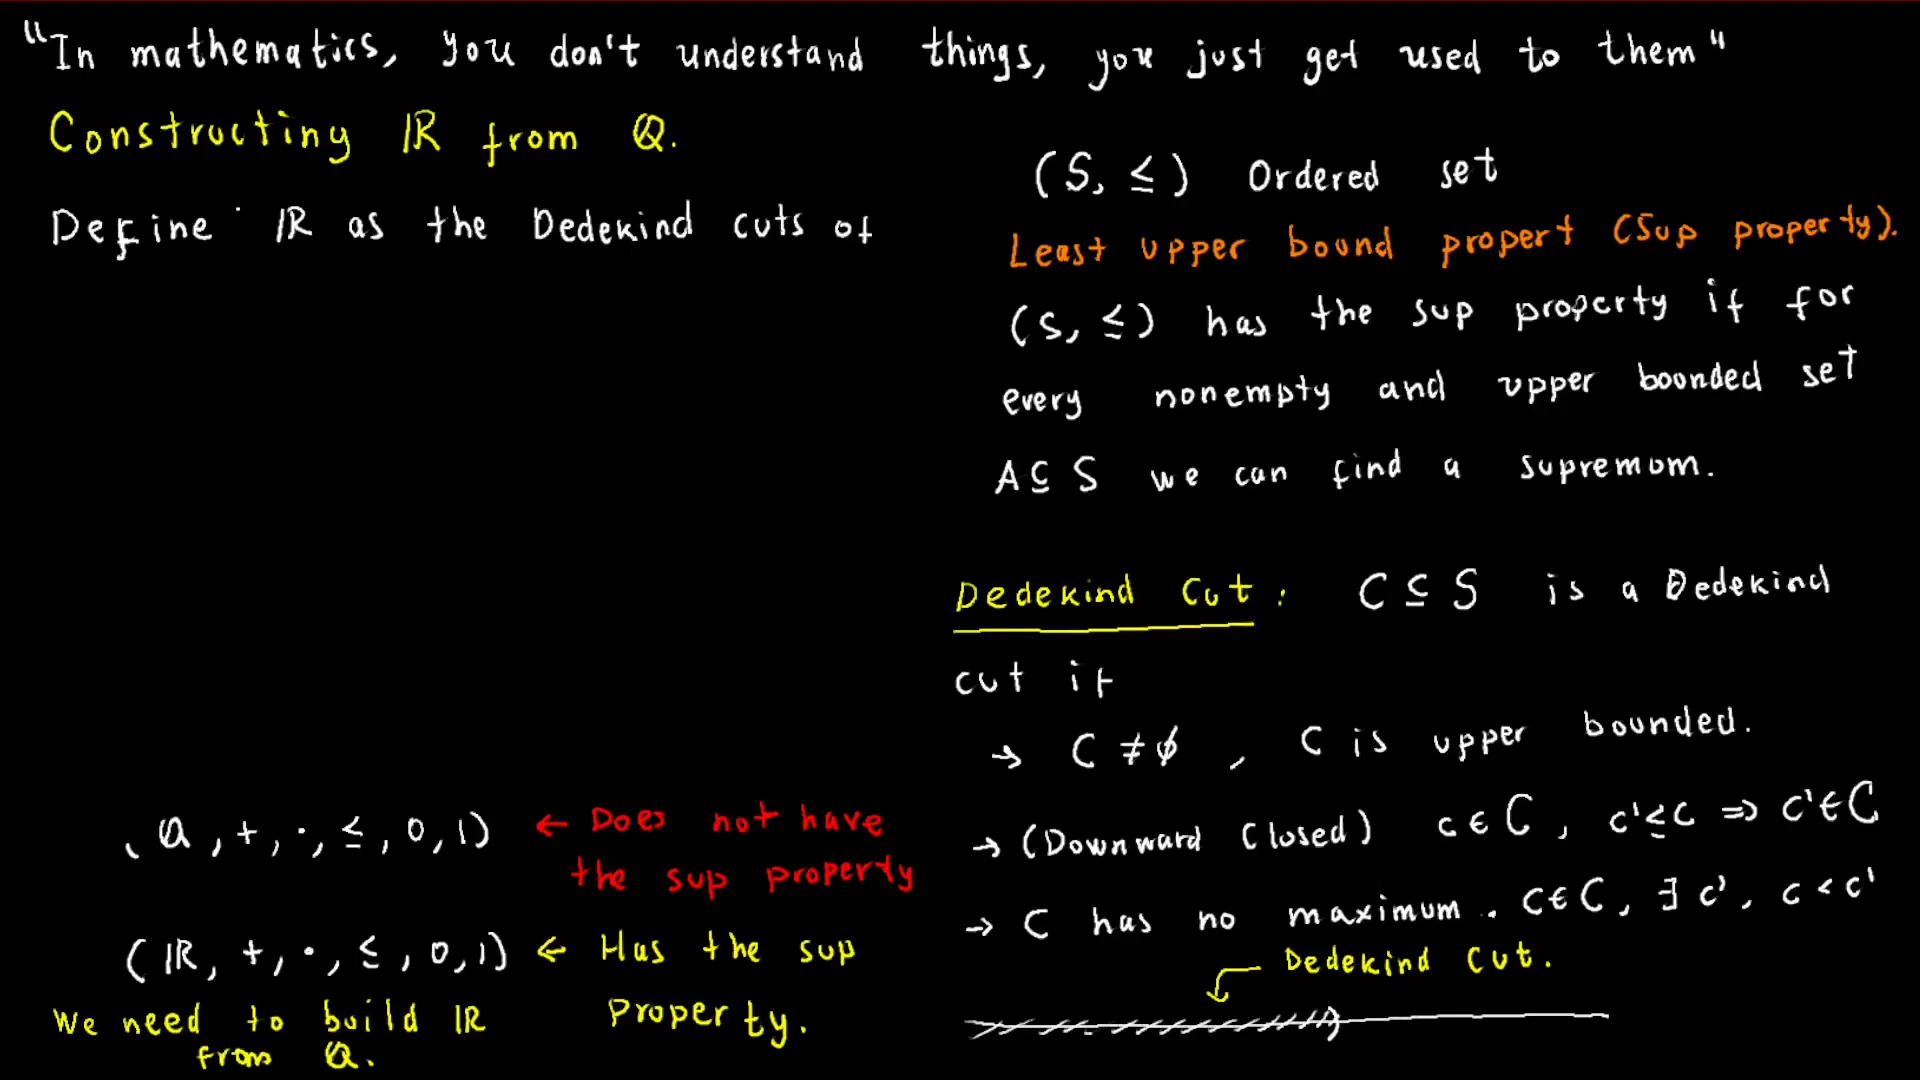 "In mathematics, you don't understand things, you just get used to them"
Constructing ℝ from ℚ.
Define ℝ as the Dedekind cuts of
(ℚ, +, ·, ≤, 0, 1) ← Does not have
the sup property
(ℝ, +, ·, ≤, 0, 1) ← Has the sup
property.
We need to build ℝ
from ℚ.
(S, ≤) Ordered set
Least upper bound propert (Sup property).
(S, ≤) has the sup property if for
every nonempty and upper bounded set
A ⊆ S we can find a supremum.
Dedekind Cut: C ⊆ S is a Dedekind
cut if
→ C ≠ ∅, C is upper bounded.
→ (Downward Closed) c ∈ C, c' ≤ c ⇒ c' ∈ C
→ C has no maximum. c ∈ C, ∃ c', c < c'
Dedekind Cut.